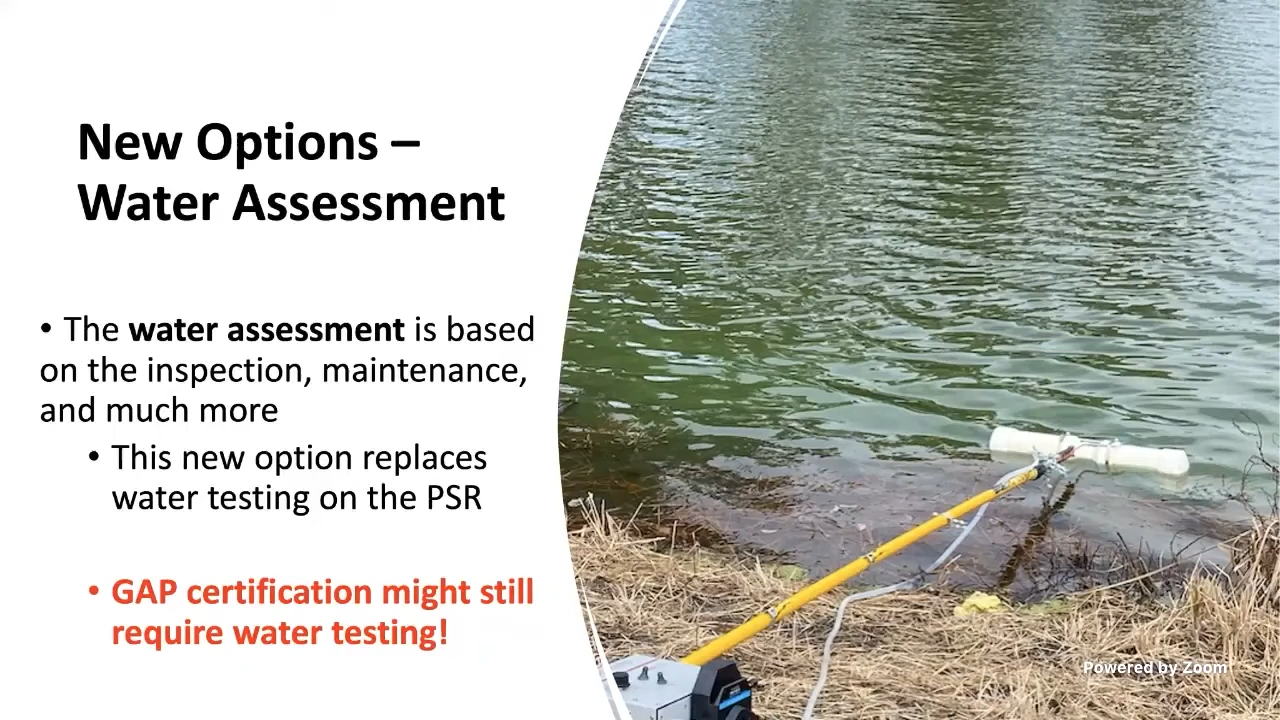 New Options –
Water Assessment
• The water assessment is based
on the inspection, maintenance,
and much more
• This new option replaces
water testing on the PSR
• GAP certification might still
require water testing!
Powered by Zoom